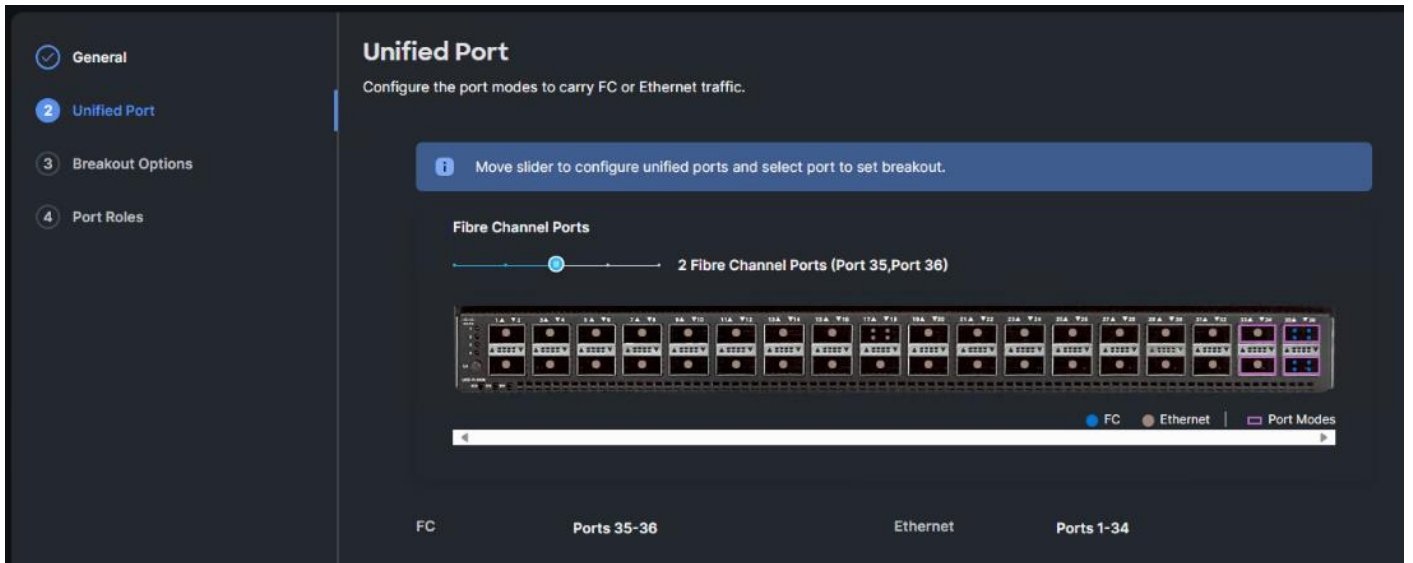 General
2 Unified Port
3 Breakout Options
4 Port Roles
Unified Port
Configure the port modes to carry FC or Ethernet traffic.
Move slider to configure unified ports and select port to set breakout.
Fibre Channel Ports
2 Fibre Channel Ports (Port 35,Port 36)
FC Ethernet Port Modes
FC Ports 35-36 Ethernet Ports 1-34